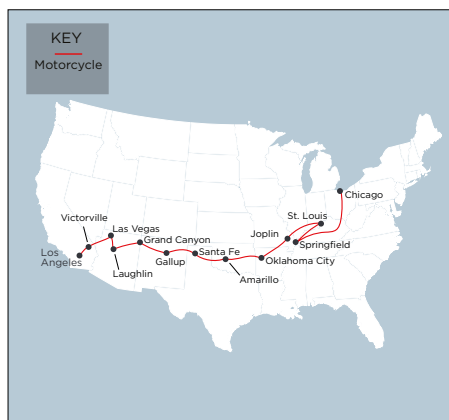 KEY
Motorcycle
Chicago
St. Louis
Victorville
Las Vegas
Joplin
Grand Canyon
Springfield
Los
Angeles
Santa Fe
Gallup
Oklahoma City
Laughlin
Amarillo